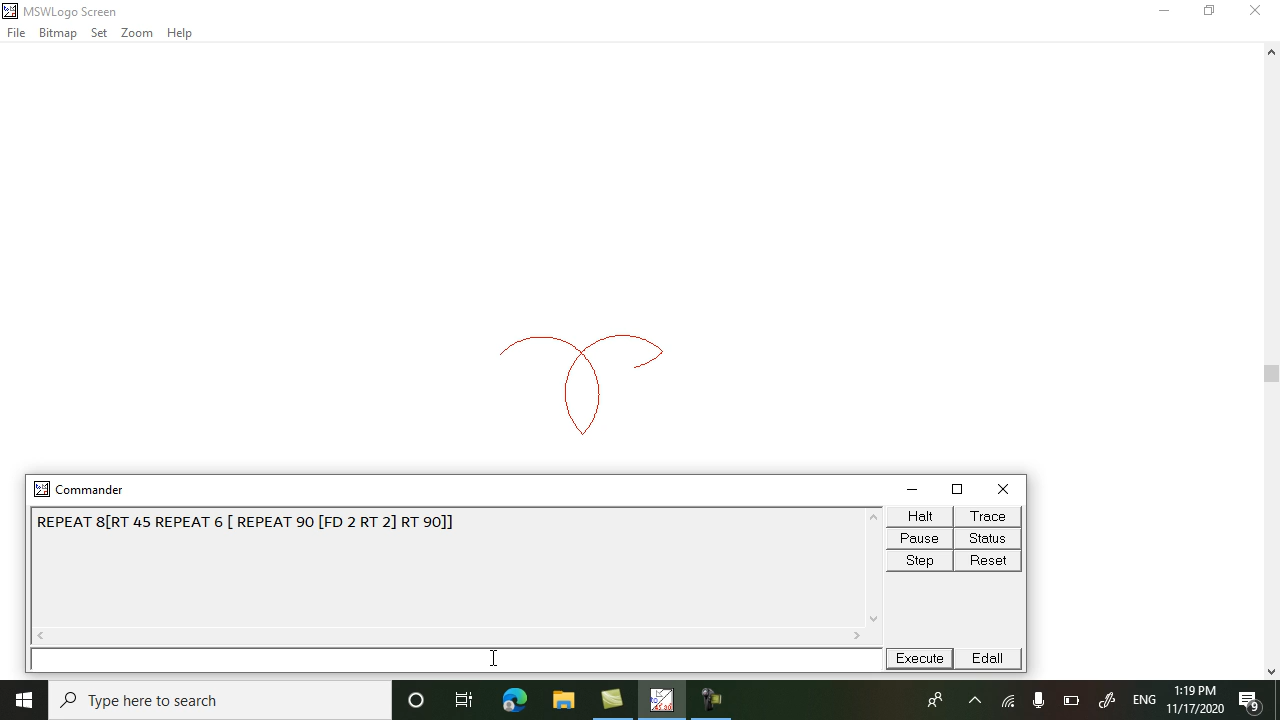 MSWLogo Screen
File Bitmap Set Zoom Help
Commander
REPEAT 8[RT 45 REPEAT 6 [ REPEAT 90 [FD 2 RT 2] RT 90]]
Halt Trace
Pause Status
Step Reset
Execute Edall
Type here to search
ENG
1:19 PM
11/17/2020
9